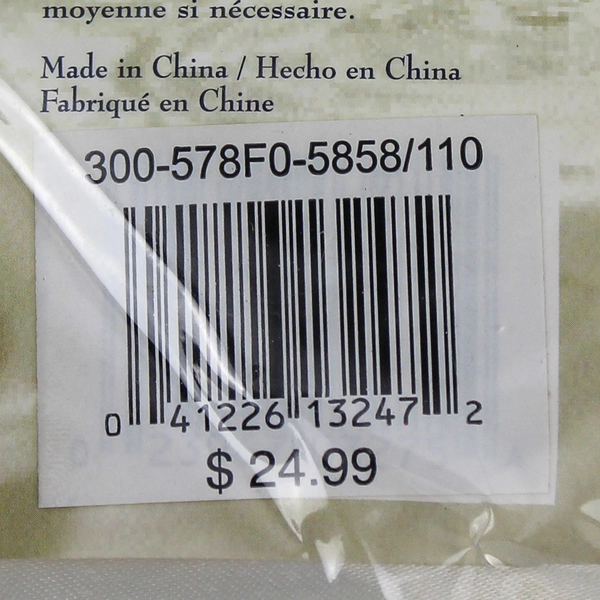 moyenne si nécessaire.
Made in China / Hecho en China
Fabriqué en Chine
300-578F0-5858/110
0 41226 13247 2
$ 24.99